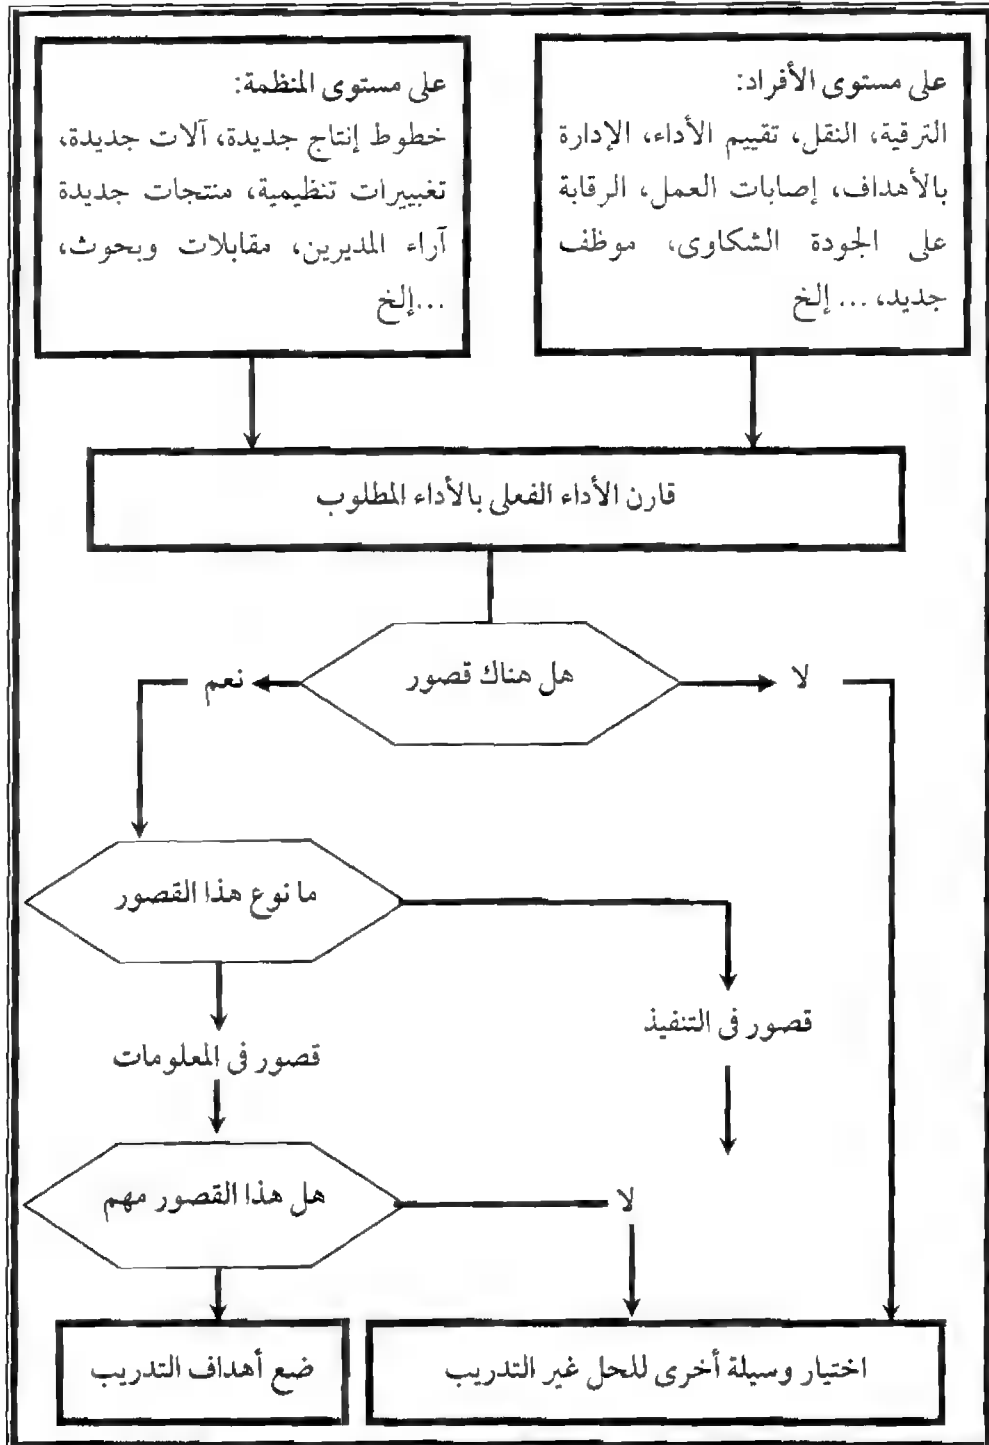 على مستوى الأفراد:
الترقية، النقل، تقييم الأداء، الإدارة
بالأهداف، إصابات العمل، الرقابة
على الجودة الشكاوى، موظف
جديد، ... إلخ
على مستوى المنظمة:
خطوط إنتاج جديدة، آلات جديدة،
تغييرات تنظيمية، منتجات جديدة
آراء المديرين، مقابلات وبحوث،
...إلخ
قارن الأداء الفعلى بالأداء المطلوب
هل هناك قصور
لا
نعم
ما نوع هذا القصور
قصور فى التنفيذ
قصور فى المعلومات
هل هذا القصور مهم
لا
اختيار وسيلة أخرى للحل غير التدريب
ضع أهداف التدريب